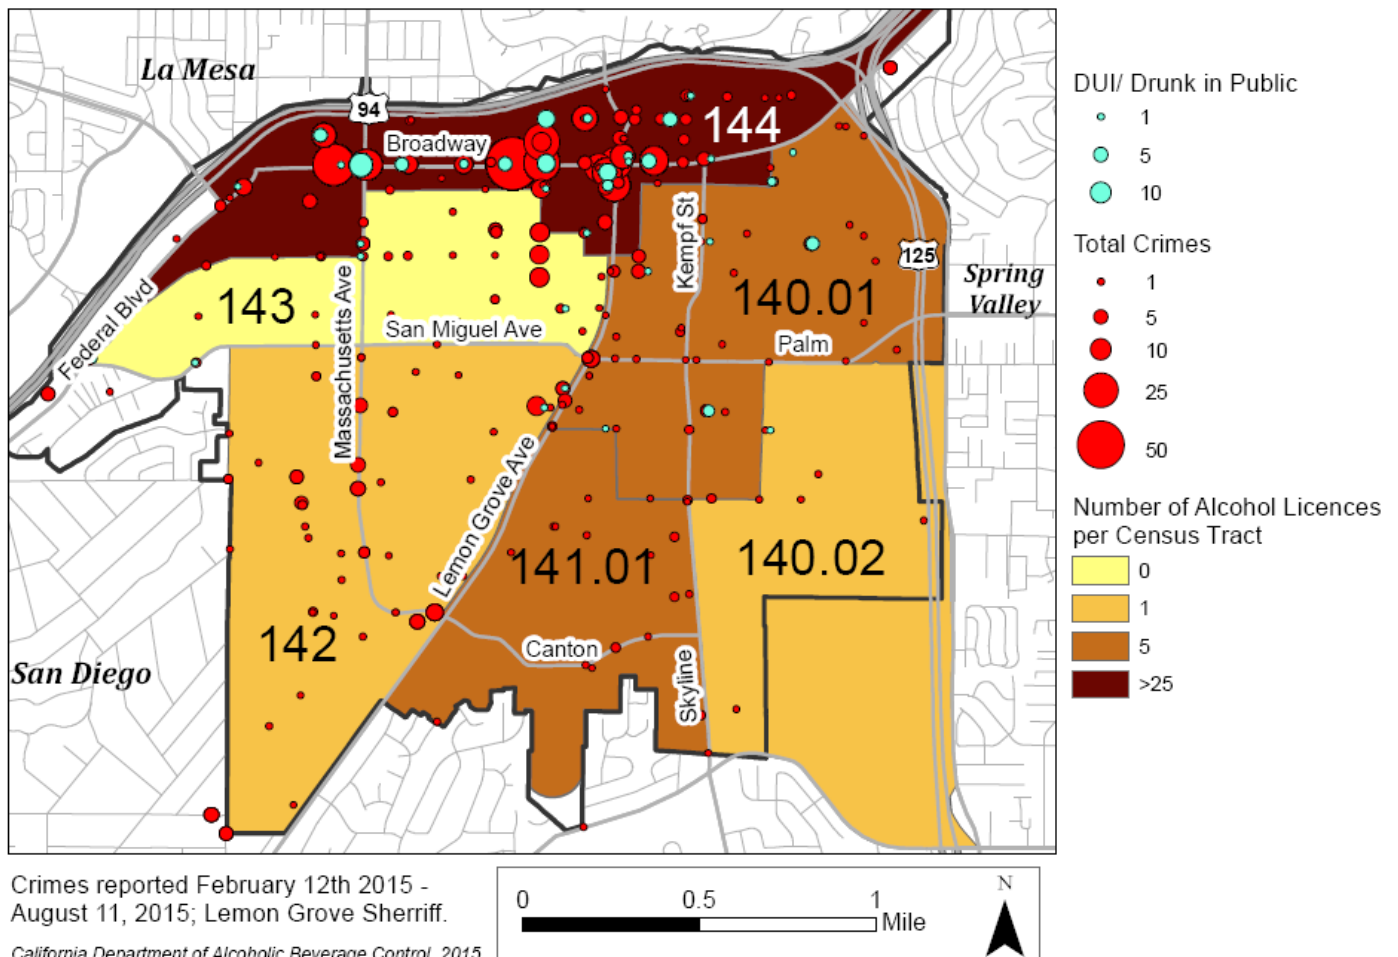 La Mesa
94
Broadway
144
DUI/ Drunk in Public
1
5
10
Total Crimes
1
5
10
25
50
Number of Alcohol Licences
per Census Tract
0
1
5
>25
Kempf St
125
Spring
Valley
140.01
143
Federal Blvd
Massachusetts Ave
San Miguel Ave
Palm
Lemon Grove Ave
141.01
140.02
142
Canton
Skyline
San Diego
Crimes reported February 12th 2015 -
August 11, 2015; Lemon Grove Sherriff.
California Department of Alcoholic Beverage Control, 2015
0
0.5
1
Mile
N